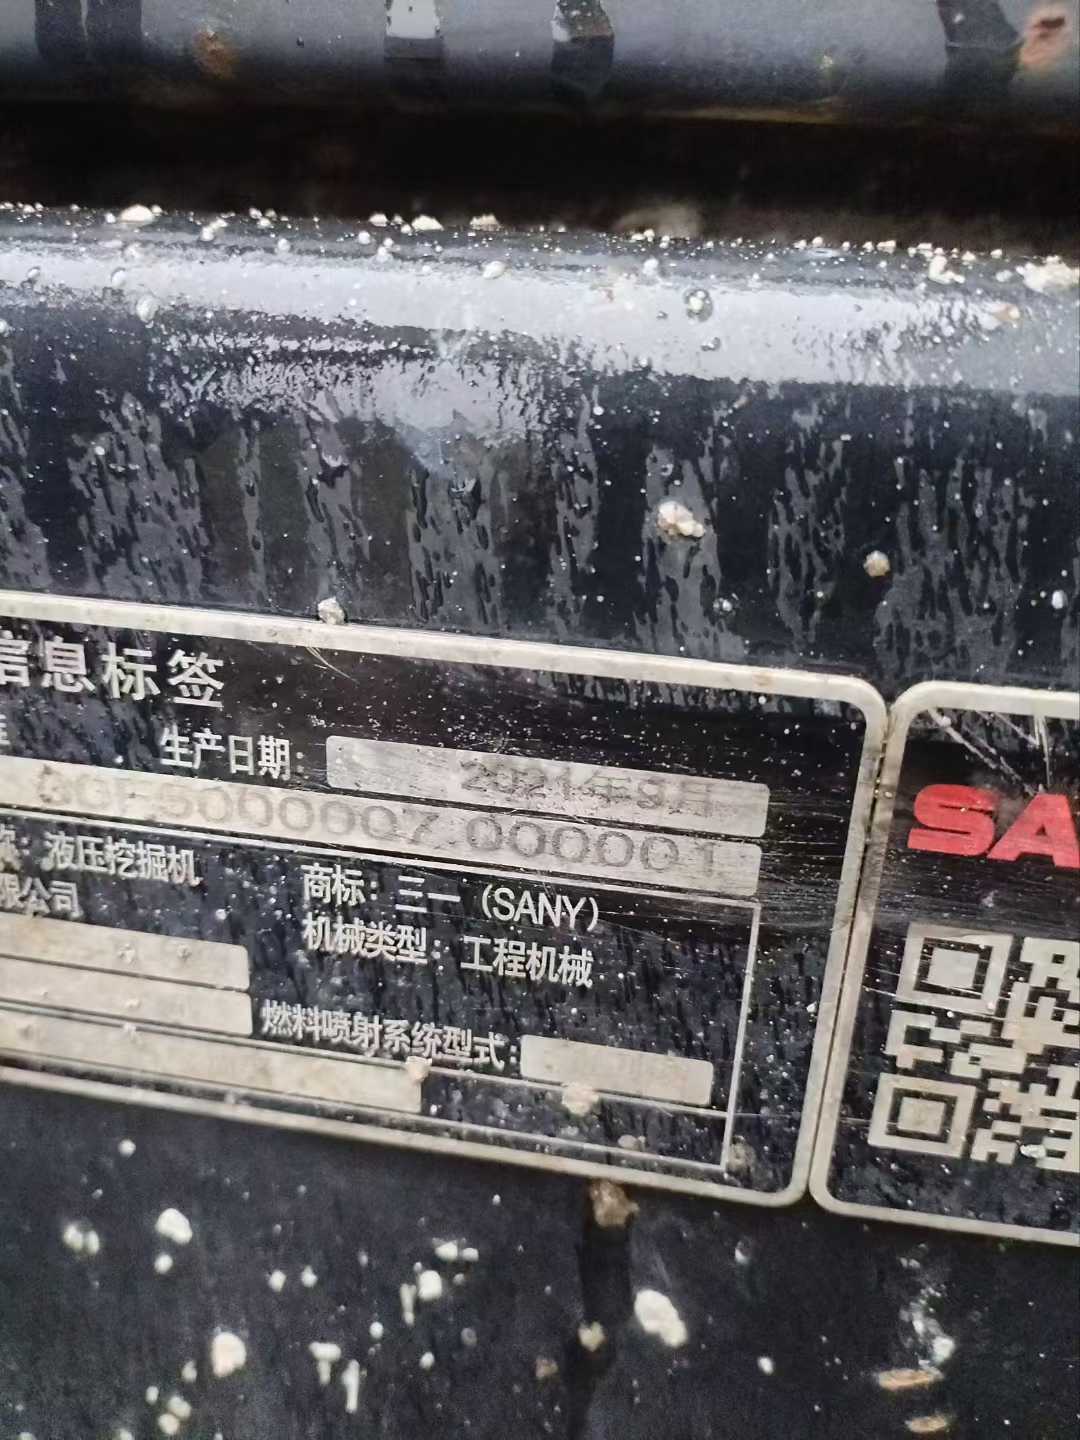 信息标签
生产日期: 2021年9月
000001
液压挖掘机
商标: 三一 (SANY)
限公司
机械类型: 工程机械
燃料喷射系统型式:
SA